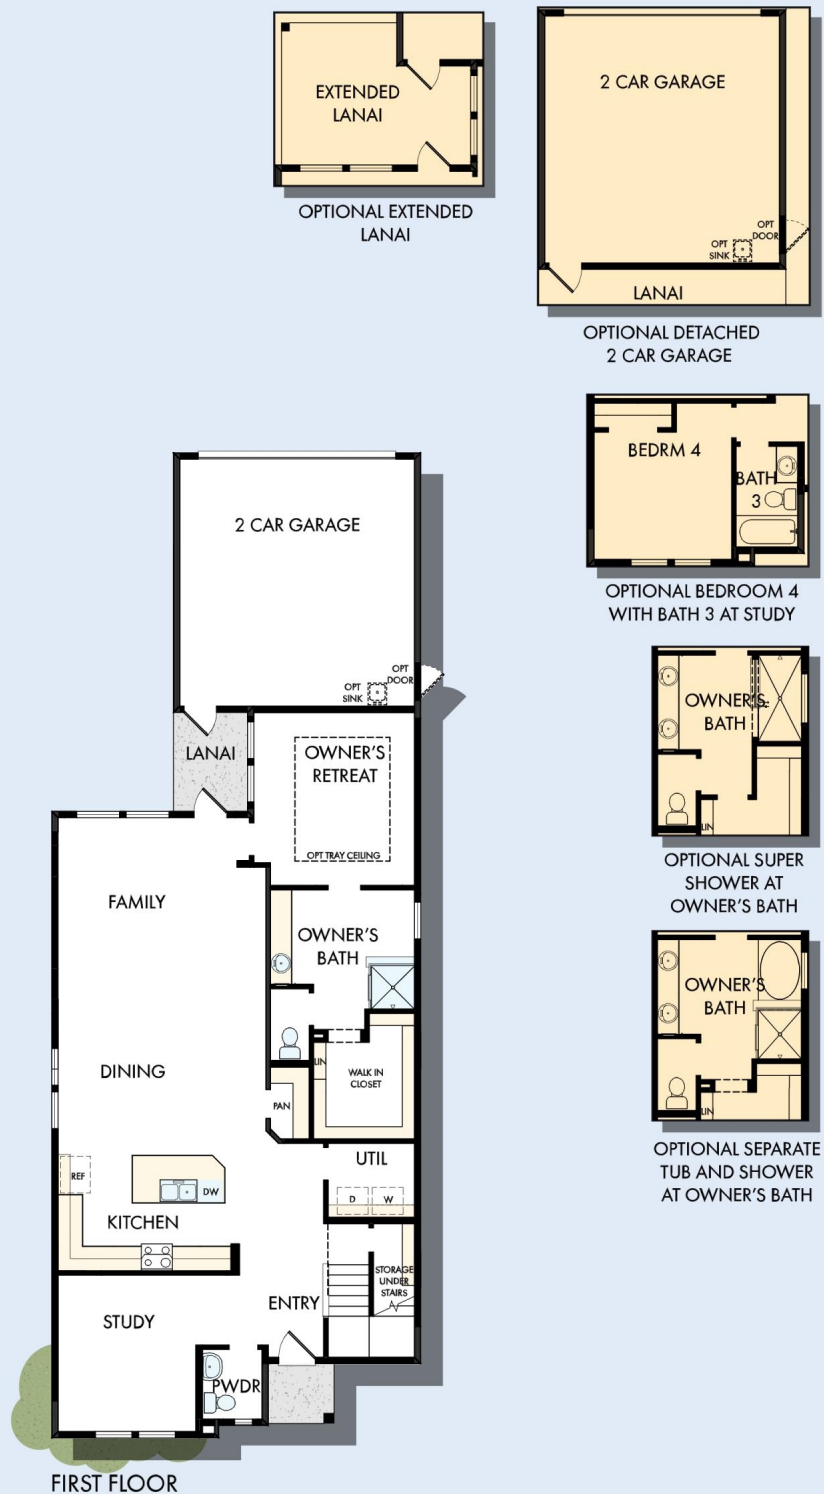 EXTENDED
LANAI
OPTIONAL EXTENDED
LANAI
2 CAR GARAGE
OPT
DOOR
OPT
SINK
LANAI
OPTIONAL DETACHED
2 CAR GARAGE
BEDRM 4
BATH
3
OPTIONAL BEDROOM 4
WITH BATH 3 AT STUDY
OWNER'S
BATH
LIN
OPTIONAL SUPER
SHOWER AT
OWNER'S BATH
OWNER'S
BATH
LIN
OPTIONAL SEPARATE
TUB AND SHOWER
AT OWNER'S BATH
2 CAR GARAGE
OPT
DOOR
OPT
SINK
LANAI
OWNER'S
RETREAT
OPT TRAY CEILING
FAMILY
OWNER'S
BATH
DINING
LIN
WALK IN
CLOSET
PAN
UTIL
REF
DW
D W
KITCHEN
STORAGE
UNDER
STAIRS
ENTRY
STUDY
PWDR
FIRST FLOOR